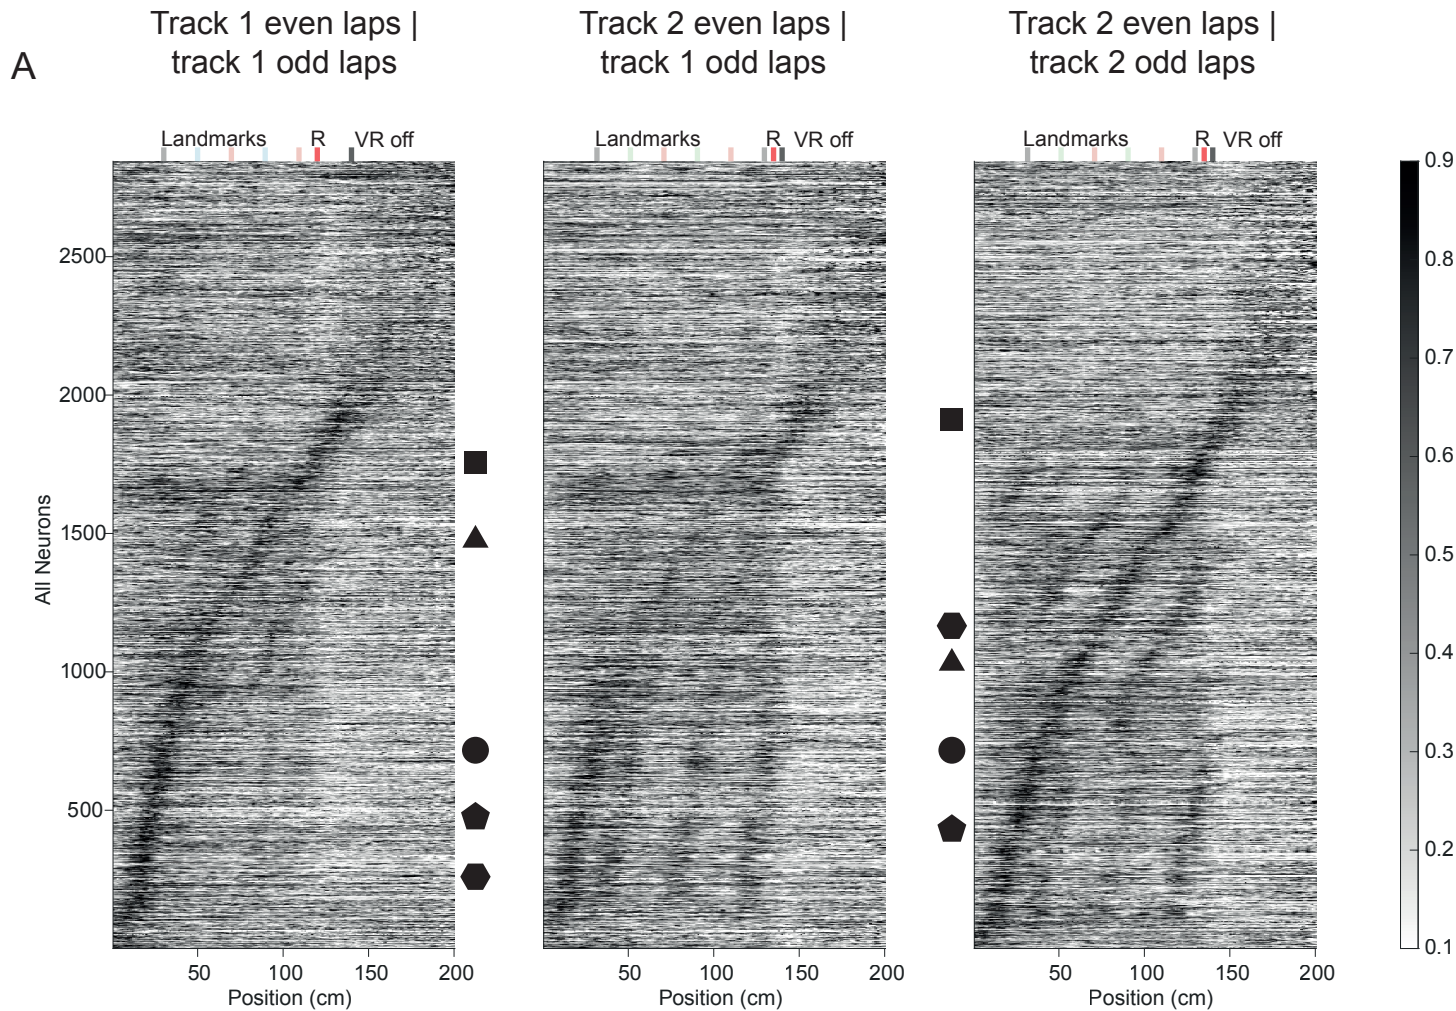 A
Track 1 even laps |
track 1 odd laps
Track 2 even laps |
track 1 odd laps
Track 2 even laps |
track 2 odd laps
Landmarks R VR off
Landmarks R VR off
Landmarks R VR off
All Neurons
2500
2000
1500
1000
500
50 100 150 200
Position (cm)
50 100 150 200
Position (cm)
50 100 150 200
Position (cm)
0.9
0.8
0.7
0.6
0.5
0.4
0.3
0.2
0.1